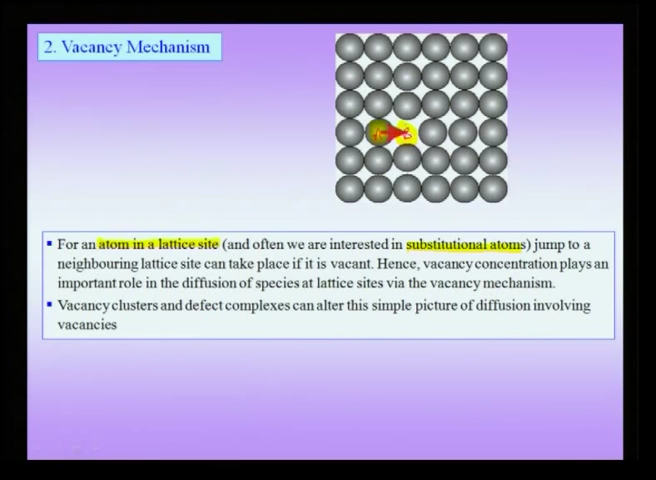 2. Vacancy Mechanism
▪ For an atom in a lattice site (and often we are interested in substitutional atoms) jump to a
neighbouring lattice site can take place if it is vacant. Hence, vacancy concentration plays an
important role in the diffusion of species at lattice sites via the vacancy mechanism.
▪ Vacancy clusters and defect complexes can alter this simple picture of diffusion involving
vacancies